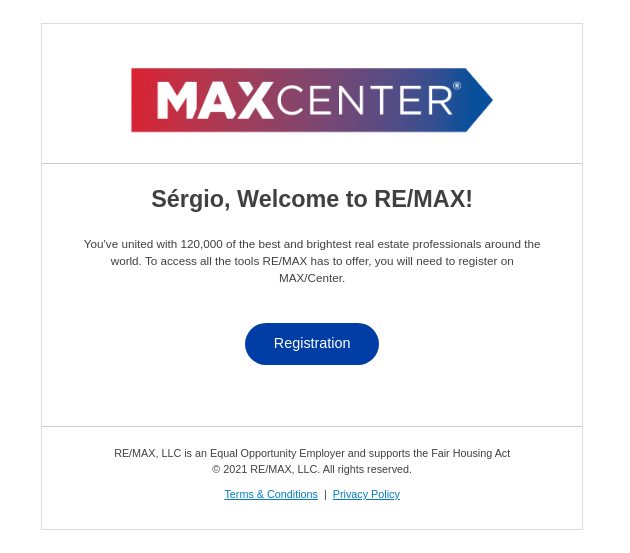 MAXCENTER®
Sérgio, Welcome to RE/MAX!
You've united with 120,000 of the best and brightest real estate professionals around the
world. To access all the tools RE/MAX has to offer, you will need to register on
MAX/Center.
Registration
RE/MAX, LLC is an Equal Opportunity Employer and supports the Fair Housing Act
© 2021 RE/MAX, LLC. All rights reserved.
Terms & Conditions | Privacy Policy